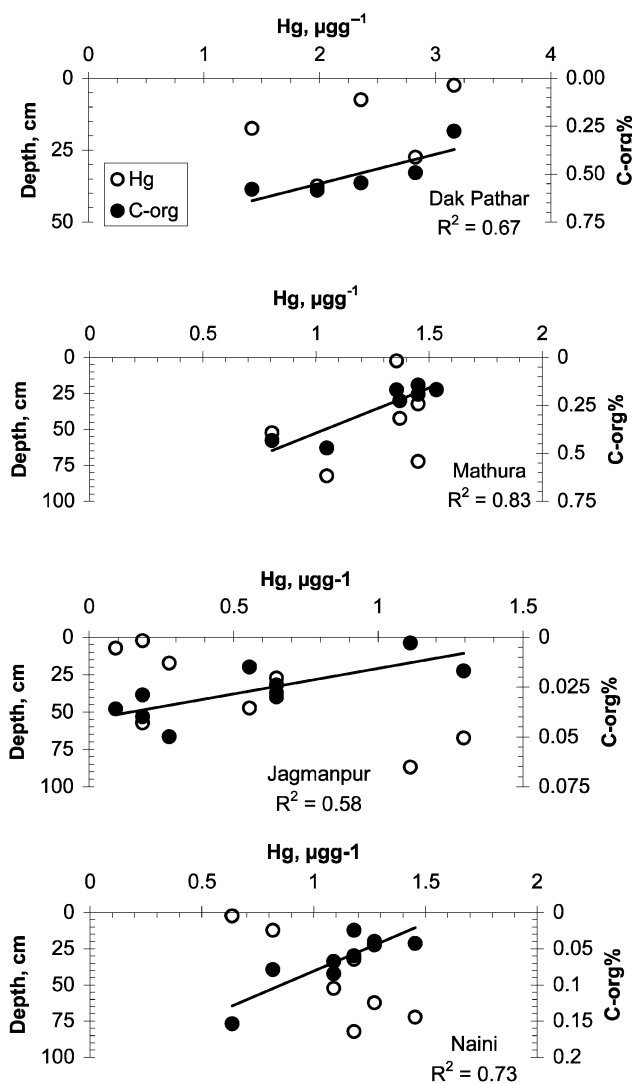 Hg, µgg⁻¹
0 1 2 3 4
0 0.00
0.25
25 0.50
50 0.75
Depth, cm
C-org%
Hg
C-org
Dak Pathar
R² = 0.67
Hg, µgg⁻¹
0 0.5 1 1.5 2
0 0
25
0.25
50
0.5
75
100 0.75
Depth, cm
C-org%
Mathura
R² = 0.83
Hg, µgg-1
0 0.5 1 1.5
0 0
25
0.025
50
0.05
75
100 0.075
Depth, cm
C-org%
Jagmanpur
R² = 0.58
Hg, µgg-1
0 0.5 1 1.5 2
0 0
25 0.05
50 0.1
75 0.15
100 0.2
Depth, cm
C-org%
Naini
R² = 0.73